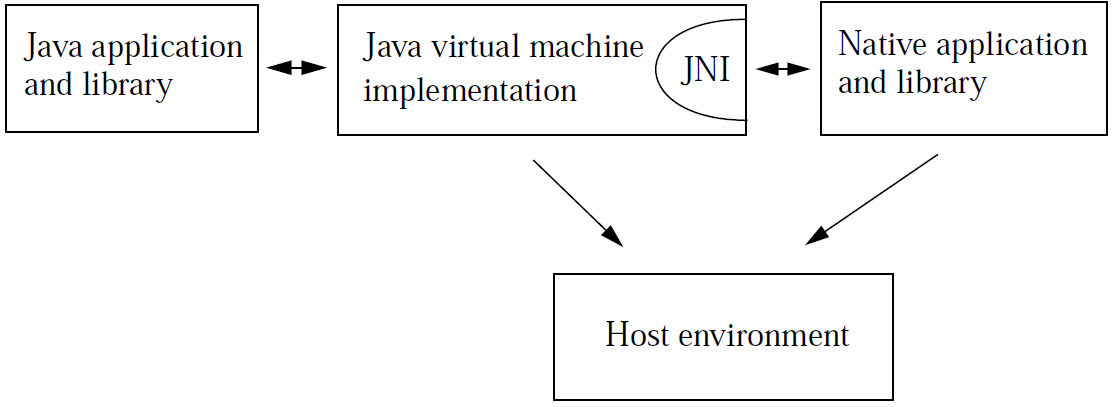 Java application
and library
Java virtual machine
implementation
JNI
Native application
and library
Host environment